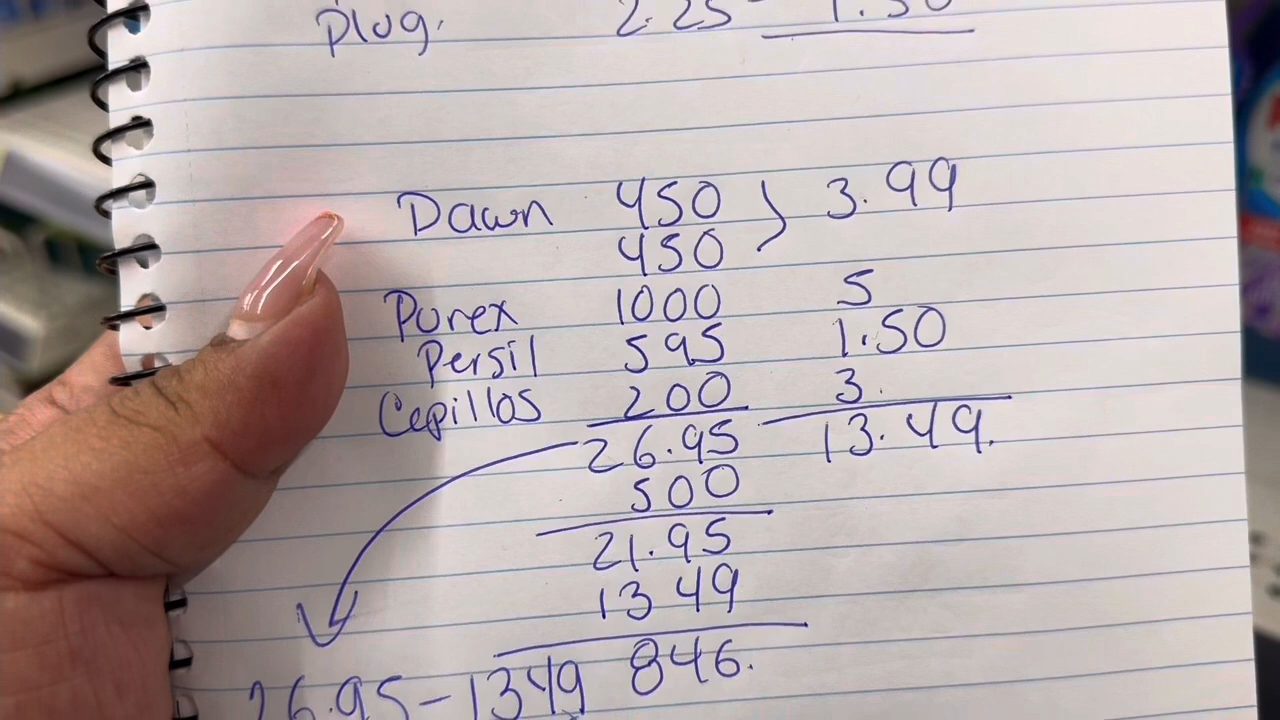 plug. 2.25 1.50
Dawn 450 ) 3.99
450
Purex 1000 5
Persil 595 1.50
Cepillos 200 3.
26.95 13.49.
500
21.95
13 49
846.
26.95-1349